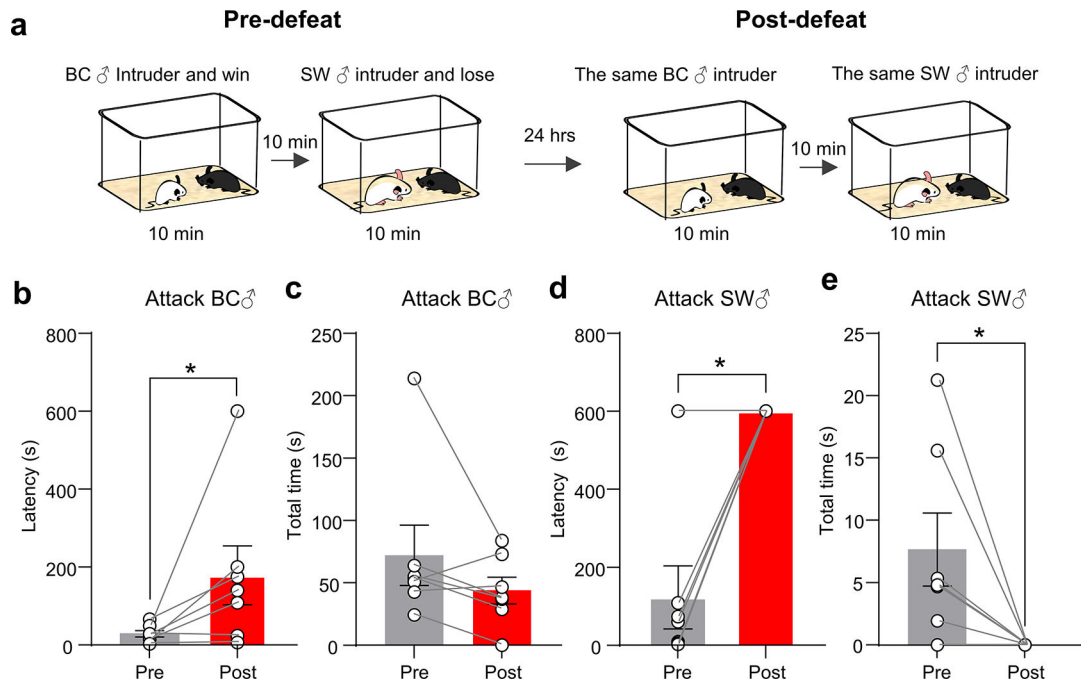 a
Pre-defeat
Post-defeat
BC ♂ Intruder and win
SW ♂ intruder and lose
The same BC ♂ intruder
The same SW ♂ intruder
10 min
24 hrs
10 min
10 min
10 min
10 min
10 min
b
Attack BC♂
Latency (s)
800
600
400
200
0
*
Pre
Post
c
Attack BC♂
Total time (s)
250
200
150
100
50
0
Pre
Post
d
Attack SW♂
Latency (s)
800
600
400
200
0
*
Pre
Post
e
Attack SW♂
Total time (s)
25
20
15
10
5
0
*
Pre
Post